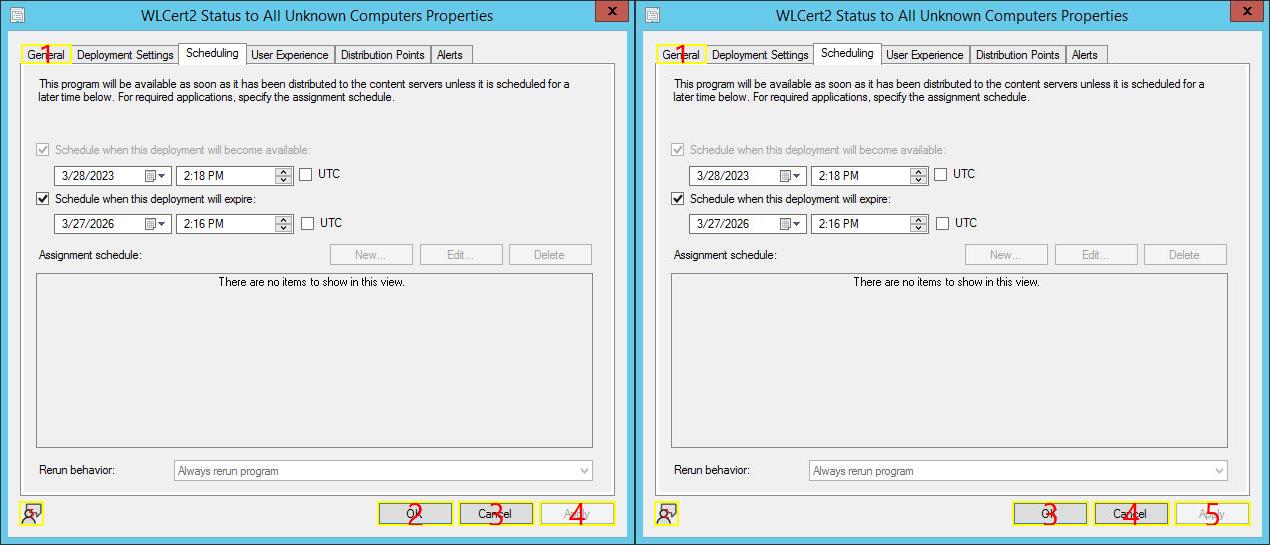 WLCert2 Status to All Unknown Computers Properties
x
General
1
Deployment Settings
Scheduling
User Experience
Distribution Points
Alerts
This program will be available as soon as it has been distributed to the content servers unless it is scheduled for a
later time below. For required applications, specify the assignment schedule.
Schedule when this deployment will become available:
3/28/2023
2:18 PM
UTC
Schedule when this deployment will expire:
3/27/2026
2:16 PM
UTC
Assignment schedule:
New...
Edit...
Delete
There are no items to show in this view.
Rerun behavior:
Always rerun program
OK
2
Cancel
3
Apply
4
WLCert2 Status to All Unknown Computers Properties
x
General
1
Deployment Settings
Scheduling
User Experience
Distribution Points
Alerts
This program will be available as soon as it has been distributed to the content servers unless it is scheduled for a
later time below. For required applications, specify the assignment schedule.
Schedule when this deployment will become available:
3/28/2023
2:18 PM
UTC
Schedule when this deployment will expire:
3/27/2026
2:16 PM
UTC
Assignment schedule:
New...
Edit...
Delete
There are no items to show in this view.
Rerun behavior:
Always rerun program
OK
3
Cancel
4
Apply
5